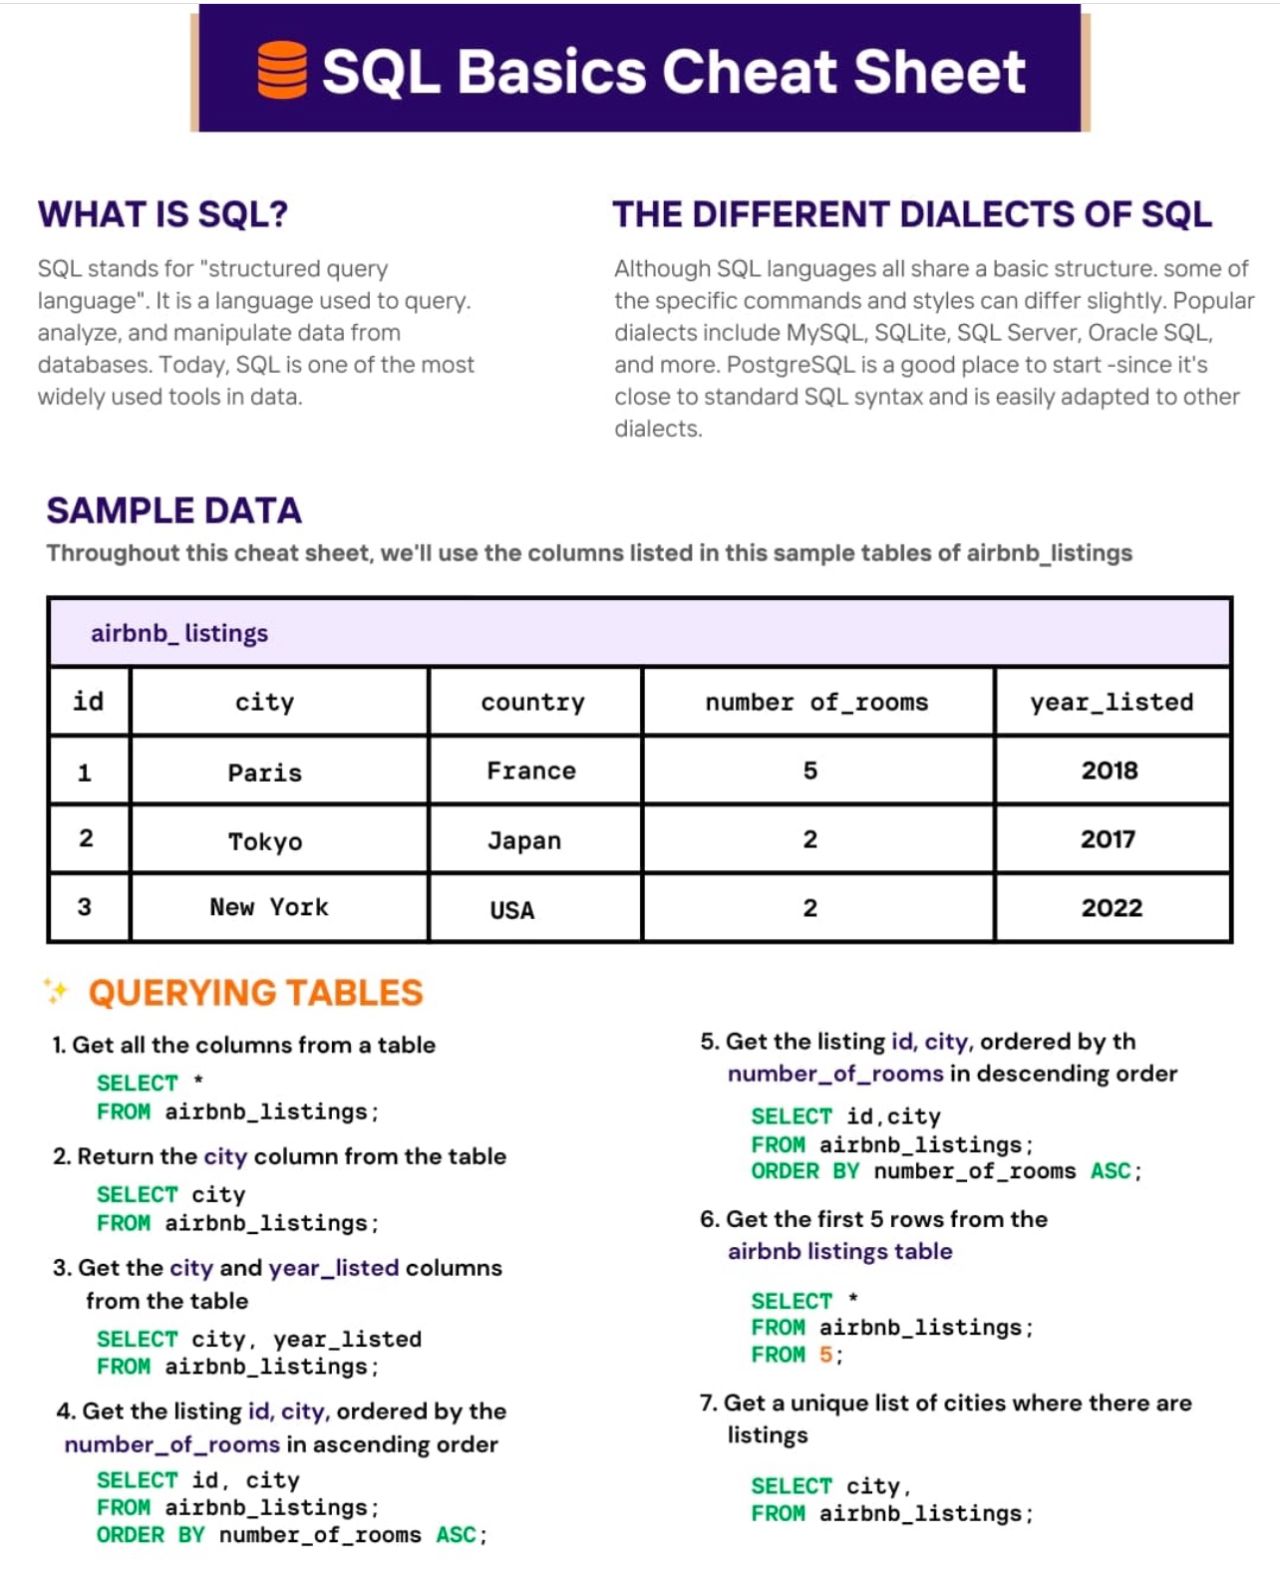 SQL Basics Cheat Sheet
WHAT IS SQL?
SQL stands for "structured query
language". It is a language used to query.
analyze, and manipulate data from
databases. Today, SQL is one of the most
widely used tools in data.
THE DIFFERENT DIALECTS OF SQL
Although SQL languages all share a basic structure. some of
the specific commands and styles can differ slightly. Popular
dialects include MySQL, SQLite, SQL Server, Oracle SQL,
and more. PostgreSQL is a good place to start -since it's
close to standard SQL syntax and is easily adapted to other
dialects.
SAMPLE DATA
Throughout this cheat sheet, we'll use the columns listed in this sample tables of airbnb_listings
airbnb_ listings
id city country number of_rooms year_listed
1 Paris France 5 2018
2 Tokyo Japan 2 2017
3 New York USA 2 2022
QUERYING TABLES
1. Get all the columns from a table
SELECT *
FROM airbnb_listings;
2. Return the city column from the table
SELECT city
FROM airbnb_listings;
3. Get the city and year_listed columns
from the table
SELECT city, year_listed
FROM airbnb_listings;
4. Get the listing id, city, ordered by the
number_of_rooms in ascending order
SELECT id, city
FROM airbnb_listings;
ORDER BY number_of_rooms ASC;
5. Get the listing id, city, ordered by th
number_of_rooms in descending order
SELECT id,city
FROM airbnb_listings;
ORDER BY number_of_rooms ASC;
6. Get the first 5 rows from the
airbnb listings table
SELECT *
FROM airbnb_listings;
FROM 5;
7. Get a unique list of cities where there are
listings
SELECT city,
FROM airbnb_listings;